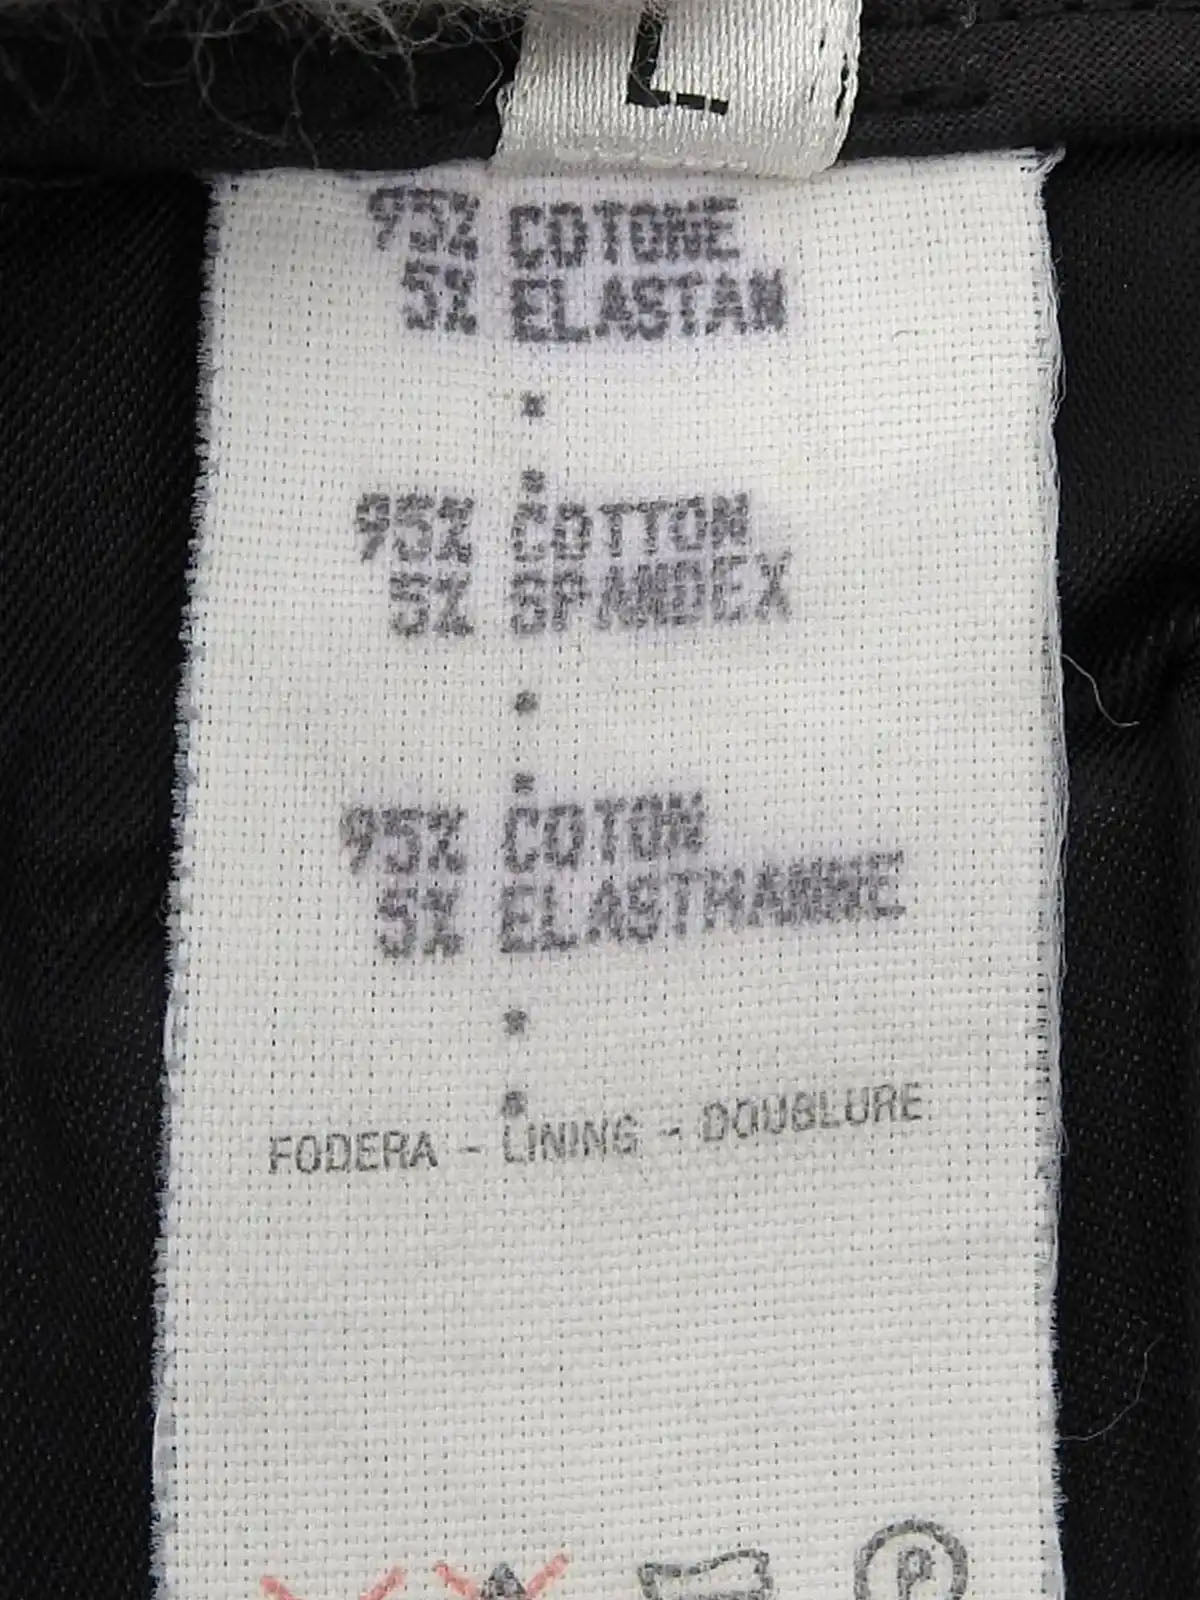 L
95% COTONE
5% ELASTAN
95% COTTON
5% SPANDEX
95% COTON
5% ELASTHANNE
FODERA - LINING - DOUBLURE
P